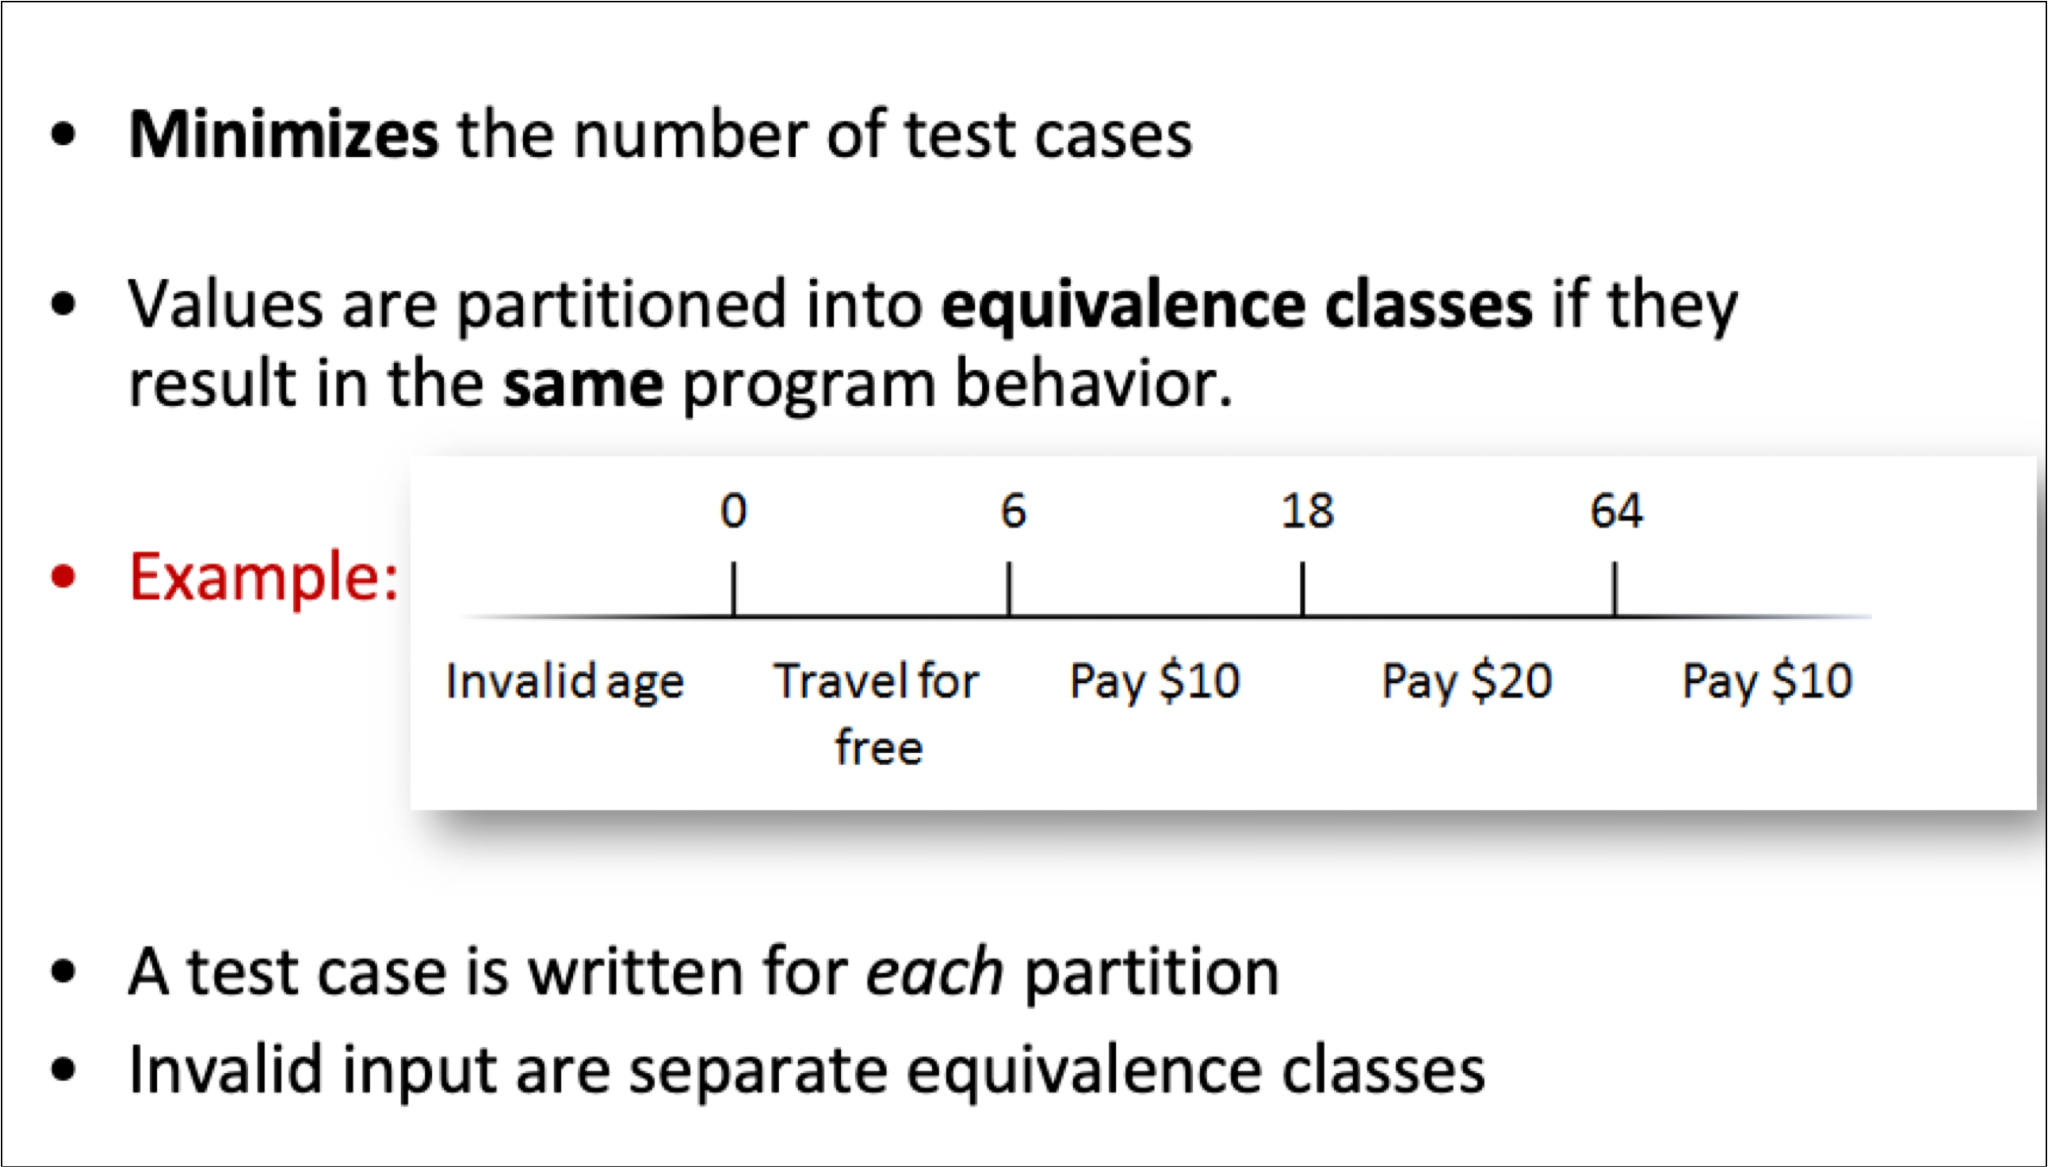 • Minimizes the number of test cases
• Values are partitioned into equivalence classes if they
result in the same program behavior.
• Example:
0 6 18 64
Invalid age Travel for Pay $10 Pay $20 Pay $10
free
• A test case is written for each partition
• Invalid input are separate equivalence classes